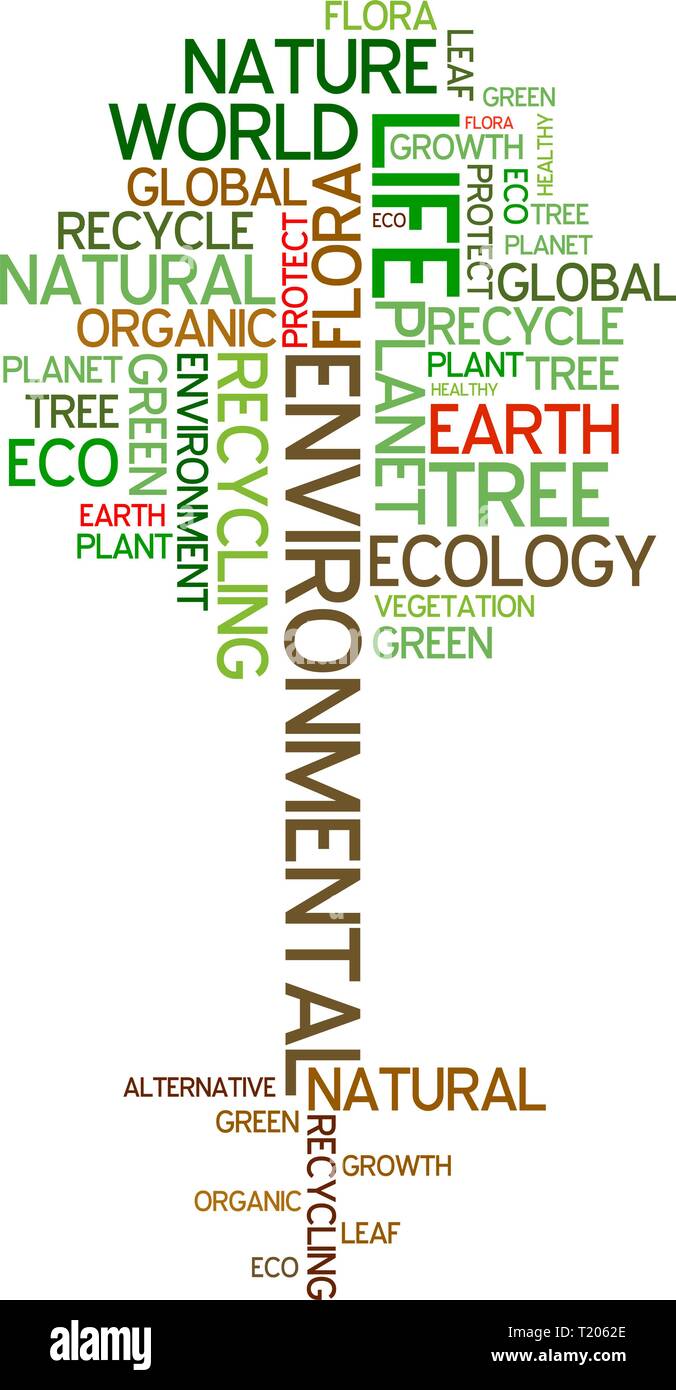 FLORA
NATURE
LEAF
GREEN
WORLD
LIFE
FLORA
HEALTHY
GROWTH
GLOBAL
FLORA
PROTECT
ECO
RECYCLE
PROTECT
ECO
TREE
PLANET
NATURAL
GLOBAL
ORGANIC
PLANET
RECYCLE
PLANET
GREEN
ENVIRONMENT
RECYCLING
ENVIRONMENTAL
PLANT
TREE
HEALTHY
TREE
EARTH
ECO
TREE
EARTH
PLANT
ECOLOGY
VEGETATION
GREEN
alamy
ALTERNATIVE
NATURAL
GREEN
RECYCLING
GROWTH
ORGANIC
LEAF
ECO
alamy
Image ID: T2062E
www.alamy.com